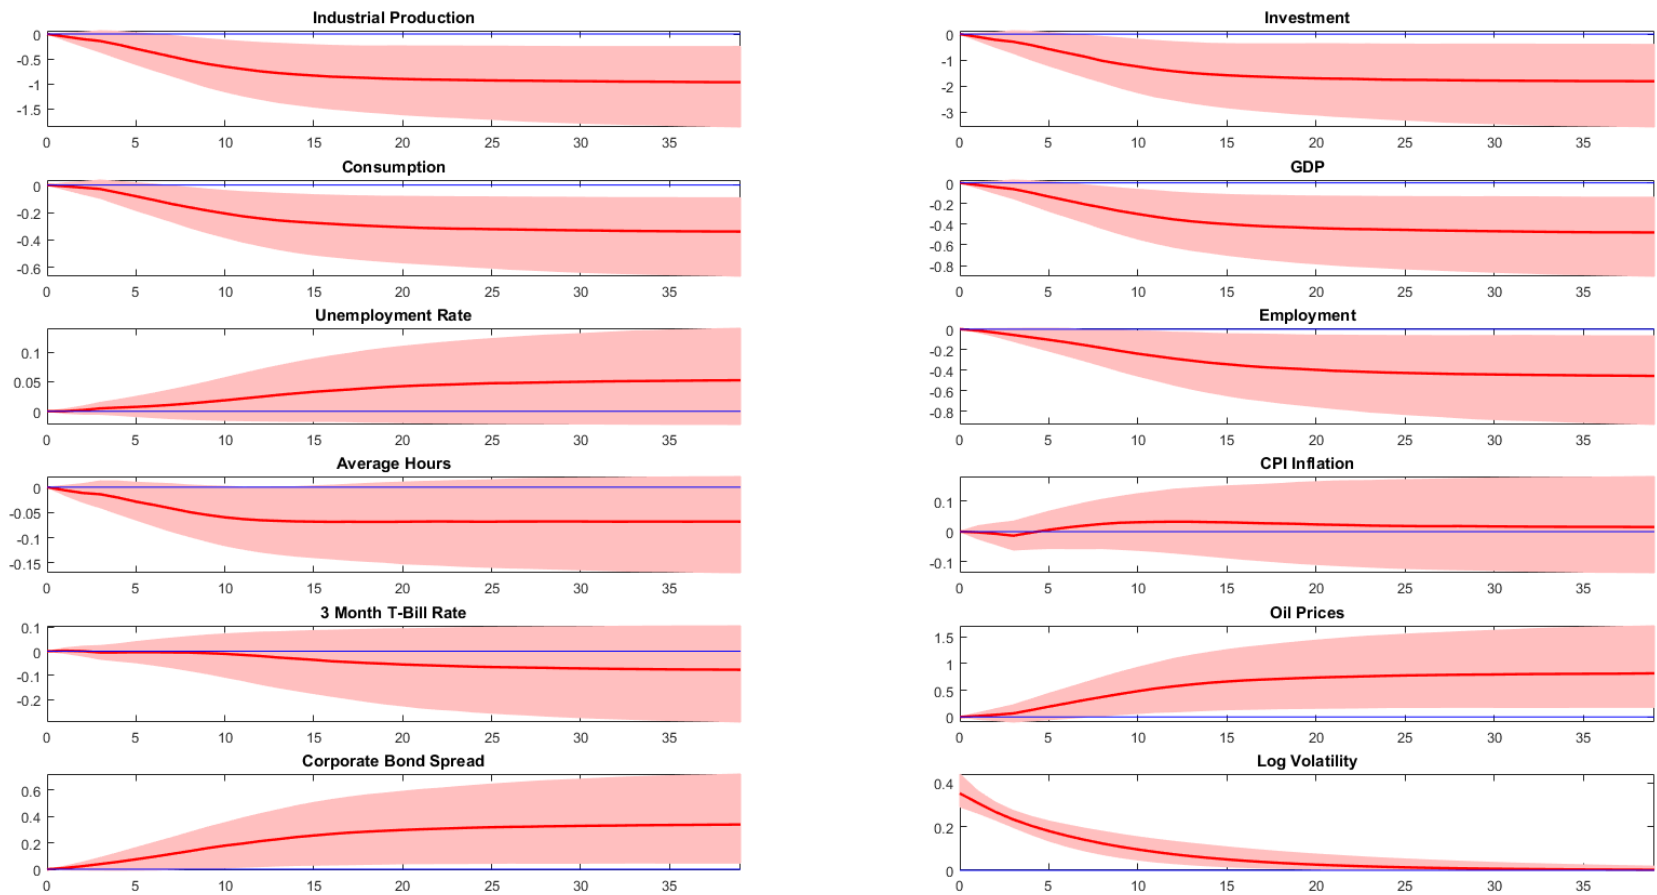 Industrial Production
0
-0.5
-1
-1.5
0 5 10 15 20 25 30 35
Investment
0
-1
-2
-3
0 5 10 15 20 25 30 35
Consumption
0
-0.2
-0.4
-0.6
0 5 10 15 20 25 30 35
GDP
0
-0.2
-0.4
-0.6
-0.8
0 5 10 15 20 25 30 35
Unemployment Rate
0.1
0.05
0
0 5 10 15 20 25 30 35
Employment
0
-0.2
-0.4
-0.6
-0.8
0 5 10 15 20 25 30 35
Average Hours
0
-0.05
-0.1
-0.15
0 5 10 15 20 25 30 35
CPI Inflation
0.1
0
-0.1
0 5 10 15 20 25 30 35
3 Month T-Bill Rate
0.1
0
-0.1
-0.2
0 5 10 15 20 25 30 35
Oil Prices
1.5
1
0.5
0
0 5 10 15 20 25 30 35
Corporate Bond Spread
0.6
0.4
0.2
0
0 5 10 15 20 25 30 35
Log Volatility
0.4
0.2
0
0 5 10 15 20 25 30 35